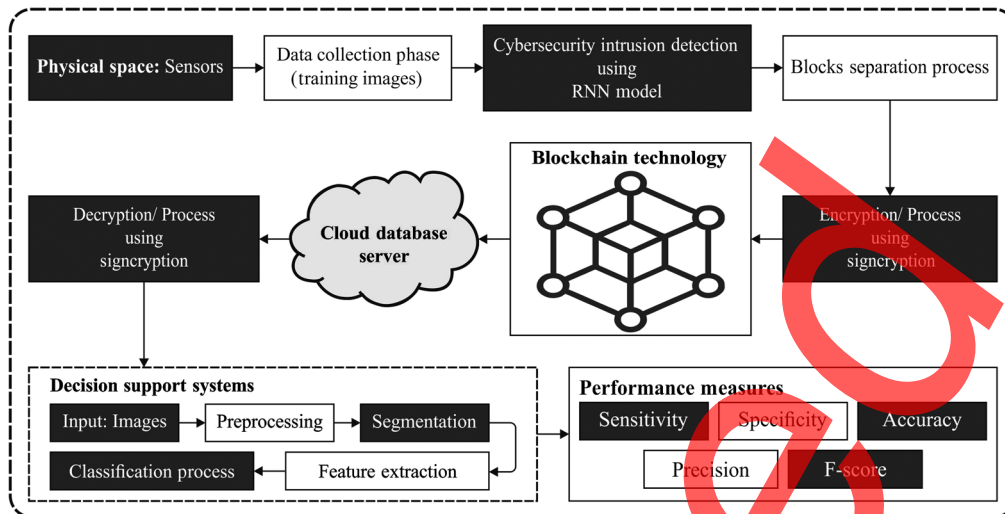 Physical space: Sensors
Data collection phase
(training images)
Cybersecurity intrusion detection
using
RNN model
Blocks separation process
Blockchain technology
Decryption/ Process
using
signcryption
Cloud database
server
Encryption/ Process
using
signcryption
Decision support systems
Input: Images
Preprocessing
Segmentation
Classification process
Feature extraction
Performance measures
Sensitivity
Specificity
Accuracy
Precision
F-score